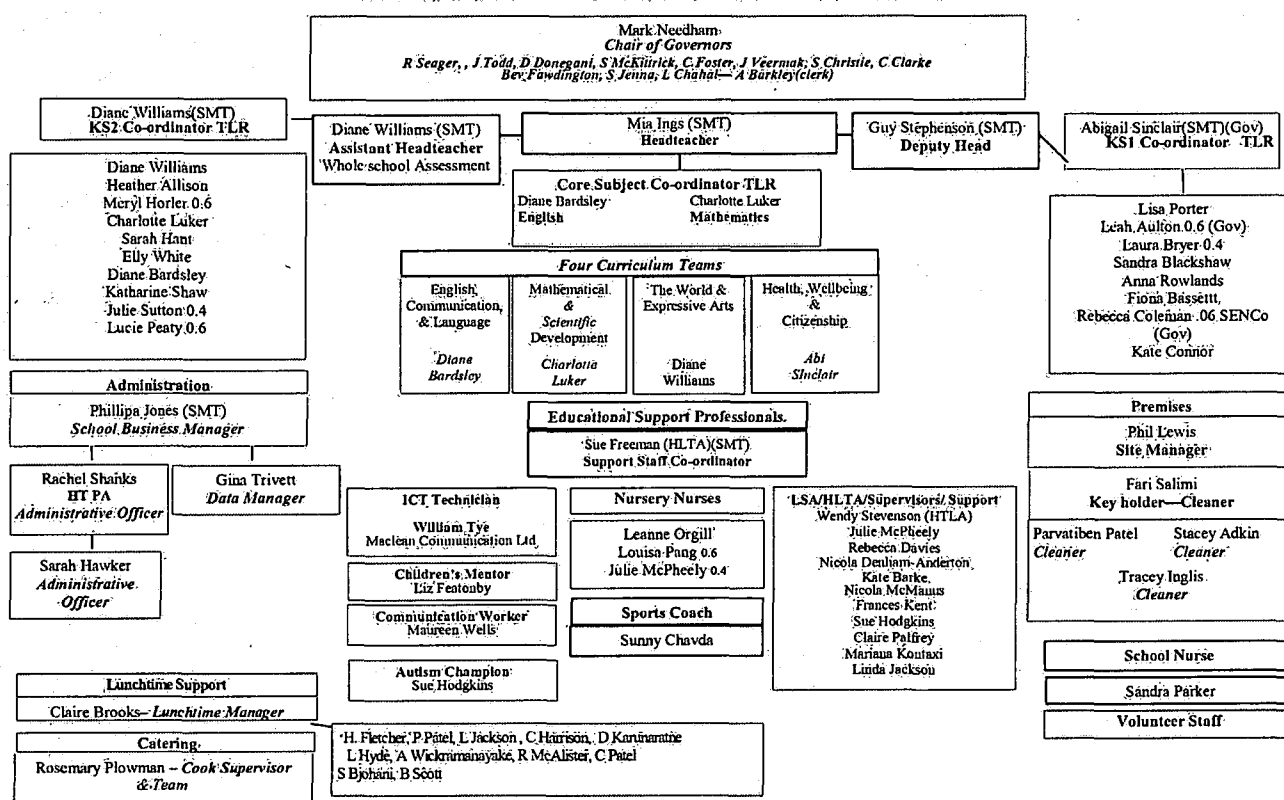 Mark Needham
Chair of Governors
R Seager, , J Todd, D Donegani, S McKittrick, C Foster, J Veermak, S Christie, C Clarke
Bev Fawdington, S Jenna, L Chahal— A Barkley(clerk)
Diane Williams(SMT)
KS2 Co-ordinator TLR
Diane Williams (SMT)
Assistant Headteacher
Whole school Assessment
Mia Ings (SMT)
Headteacher
Guy Stephenson (SMT)
Deputy Head
Abigail Sinclair(SMT)(Gov)
KS1 Co-ordinator TLR
Diane Williams
Heather Allison
Meryl Horler 0.6
Charlotte Luker
Sarah Hant
Elly White
Diane Bardsley
Katharine Shaw
Julie Sutton 0.4
Lucie Peaty 0.6
Core Subject Co-ordinator TLR
Diane Bardsley Charlotte Luker
English Mathematics
Lisa Porter
Leah Aulton 0.6 (Gov)
Laura Bryer 0.4
Sandra Blackshaw
Anna Rowlands
Fiona Bassettt,
Rebecca Coleman .06 SENCo
(Gov)
Kate Connor
Four Curriculum Teams
English,
Communication,
& Language
Diane
Bardsley
Mathematical
&
Scientific
Development
Charlotte
Luker
The World &
Expressive Arts
Diane
Williams
Health, Wellbeing
&
Citizenship
Abi
Sinclair
Administration
Phillipa Jones (SMT)
School Business Manager
Rachel Shanks
HT PA
Administrative Officer
Gina Trivett
Data Manager
Sarah Hawker
Administrative
Officer
Educational Support Professionals.
Sue Freeman (HLTA)(SMT)
Support Staff Co-ordinator
Premises
Phil Lewis
Site Manager
Fari Salimi
Key holder—Cleaner
Parvatiben Patel Stacey Adkin
Cleaner Cleaner
Tracey Inglis
Cleaner
ICT Technician
William Tye
Maclean Communication Ltd
Children's Mentor
Liz Fentonby
Communication Worker
Maureen Wells
Autism Champion
Sue Hodgkins
Nursery Nurses
Leanne Orgill
Louisa Pang 0.6
Julie McPheely 0.4
Sports Coach
Sunny Chavda
LSA/HLTA/Supervisors/ Support
Wendy Stevenson (HTLA)
Julie McPheely
Rebecca Davies
Nicola Denham-Anderton
Kate Barke,
Nicola McManus
Frances Kent
Sue Hodgkins
Claire Palfrey
Mariana Kontaxi
Linda Jackson
School Nurse
Sandra Parker
Volunteer Staff
Lunchtime Support
Claire Brooks– Lunchtime Manager
Catering
Rosemary Plowman – Cook Supervisor
& Team
H. Fletcher, P Patel, L Jackson, C Harrison, D Karunaratne
L Hyde, A Wickramanayake, R McAlister, C Patel
S Bjohani, B Scott